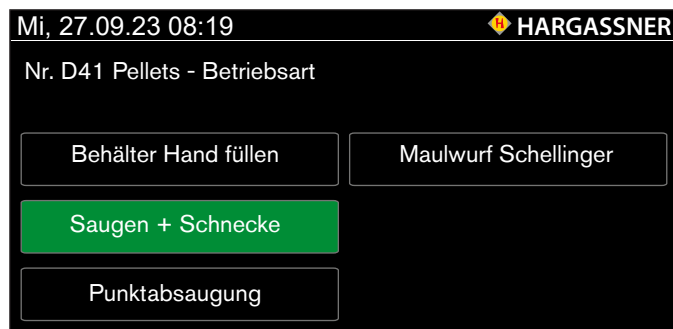 Mi, 27.09.23 08:19 H HARGASSNER
Nr. D41 Pellets - Betriebsart
Behälter Hand füllen Maulwurf Schellinger
Saugen + Schnecke
Punktabsaugung